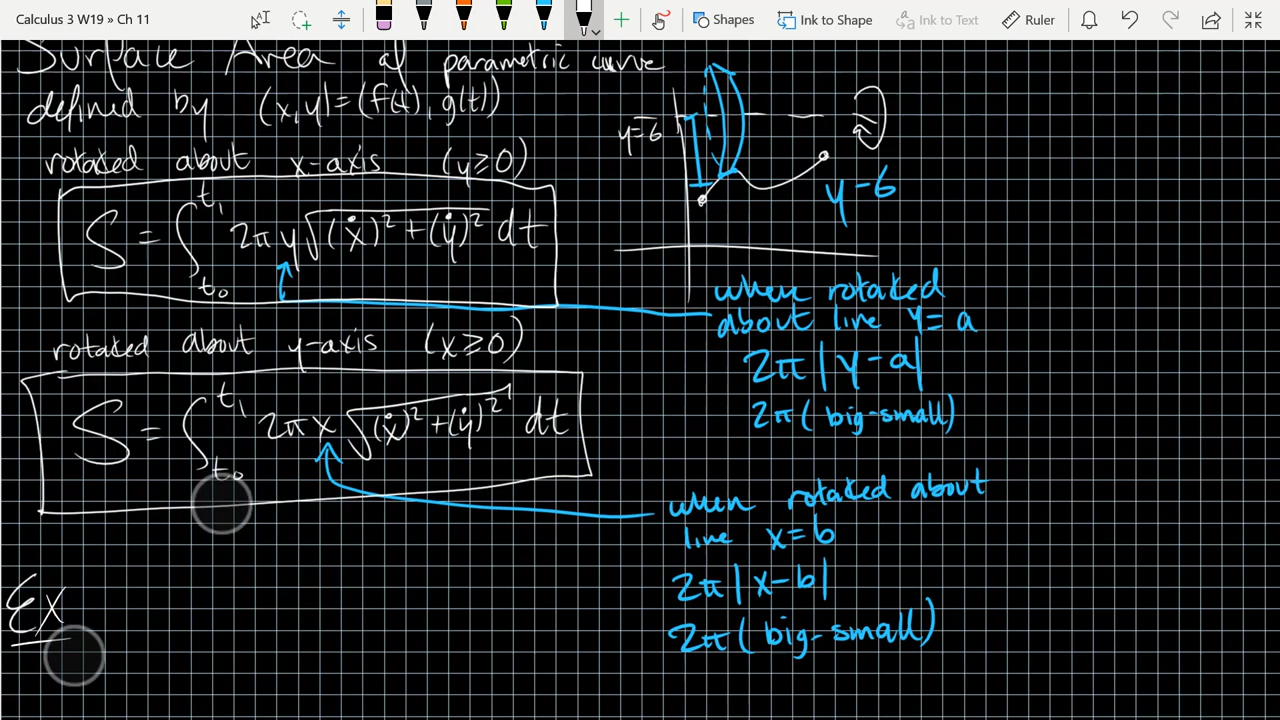 Calculus 3 W19 » Ch 11
Shapes
Ink to Shape
Ink to Text
Ruler
Surface Area of parametric curve
defined by (x,y)=(f(t),g(t))
rotated about x-axis (y≥0)
S = ∫_{t₀}^{t₁} 2π y √((ẋ)²+(ẏ)²) dt
rotated about y-axis (x≥0)
S = ∫_{t₀}^{t₁} 2π x √((ẋ)²+(ẏ)²) dt
Ex
y=6
y-6
when rotated
about line y=a
2π|y-a|
2π(big-small)
when rotated about
line x=b
2π|x-b|
2π(big-small)